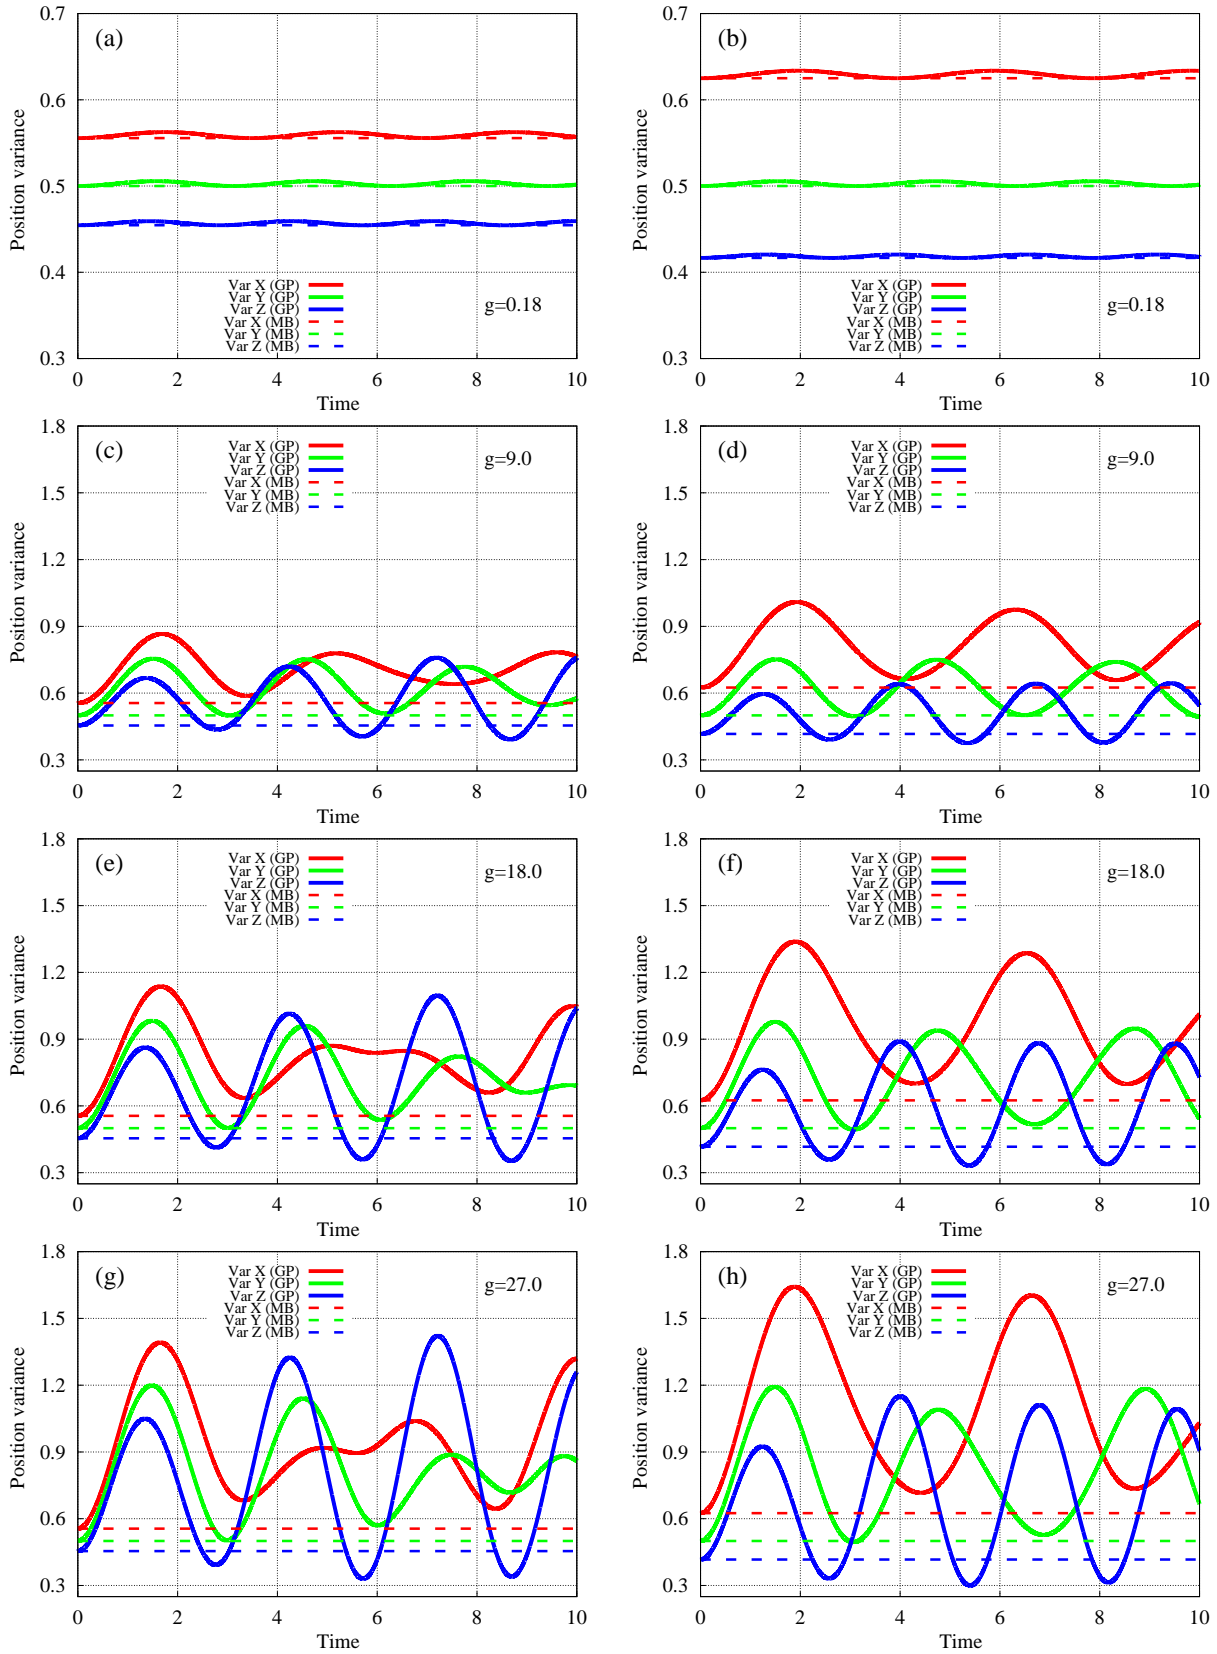 (a)
Position variance
0.7
0.6
0.5
0.4
0.3
Var X (GP)
Var Y (GP)
Var Z (GP)
Var X (MB)
Var Y (MB)
Var Z (MB)
g=0.18
0 2 4 6 8 10
Time
(b)
Position variance
0.7
0.6
0.5
0.4
0.3
Var X (GP)
Var Y (GP)
Var Z (GP)
Var X (MB)
Var Y (MB)
Var Z (MB)
g=0.18
0 2 4 6 8 10
Time
(c)
Position variance
1.8
1.5
1.2
0.9
0.6
0.3
Var X (GP)
Var Y (GP)
Var Z (GP)
Var X (MB)
Var Y (MB)
Var Z (MB)
g=9.0
0 2 4 6 8 10
Time
(d)
Position variance
1.8
1.5
1.2
0.9
0.6
0.3
Var X (GP)
Var Y (GP)
Var Z (GP)
Var X (MB)
Var Y (MB)
Var Z (MB)
g=9.0
0 2 4 6 8 10
Time
(e)
Position variance
1.8
1.5
1.2
0.9
0.6
0.3
Var X (GP)
Var Y (GP)
Var Z (GP)
Var X (MB)
Var Y (MB)
Var Z (MB)
g=18.0
0 2 4 6 8 10
Time
(f)
Position variance
1.8
1.5
1.2
0.9
0.6
0.3
Var X (GP)
Var Y (GP)
Var Z (GP)
Var X (MB)
Var Y (MB)
Var Z (MB)
g=18.0
0 2 4 6 8 10
Time
(g)
Position variance
1.8
1.5
1.2
0.9
0.6
0.3
Var X (GP)
Var Y (GP)
Var Z (GP)
Var X (MB)
Var Y (MB)
Var Z (MB)
g=27.0
0 2 4 6 8 10
Time
(h)
Position variance
1.8
1.5
1.2
0.9
0.6
0.3
Var X (GP)
Var Y (GP)
Var Z (GP)
Var X (MB)
Var Y (MB)
Var Z (MB)
g=27.0
0 2 4 6 8 10
Time